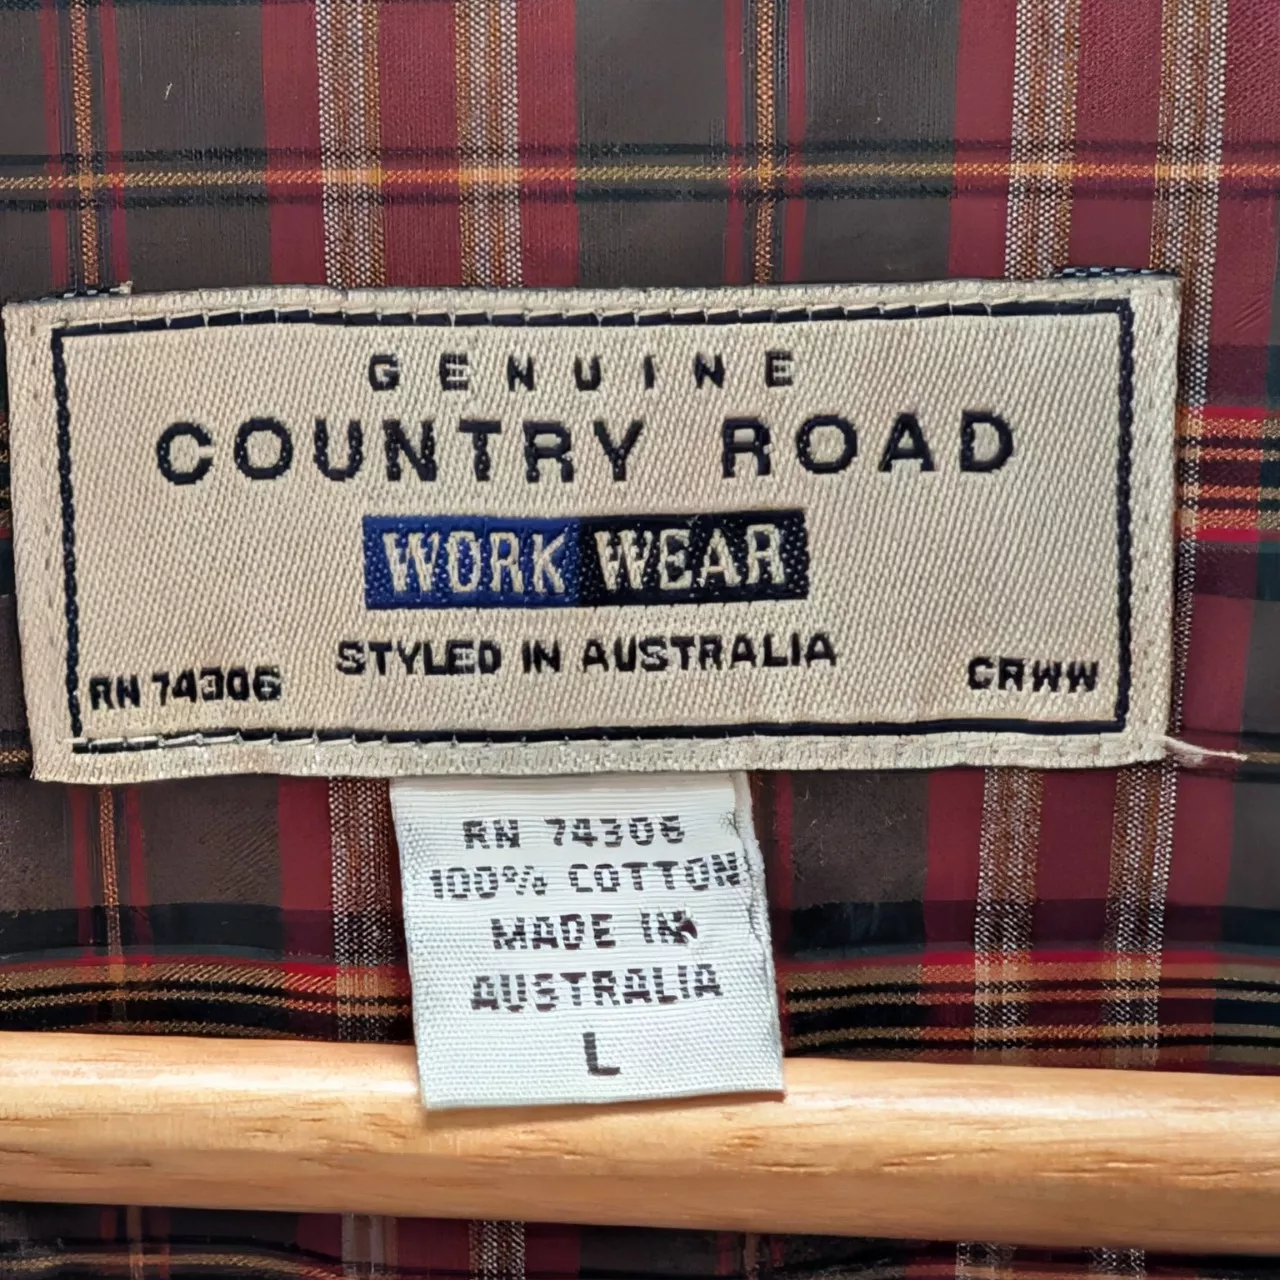 GENUINE
COUNTRY ROAD
WORK WEAR
STYLED IN AUSTRALIA
RN 74306
CRWW
RN 74306
100% COTTON
MADE IN
AUSTRALIA
L